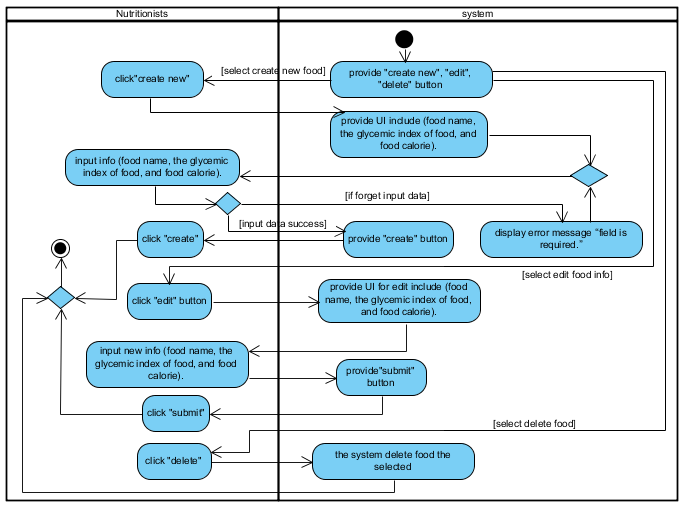 Nutritionists
system
[select create new food]
click"create new"
provide "create new", "edit",
"delete" button
provide UI include (food name,
the glycemic index of food, and
food calorie).
input info (food name, the glycemic
index of food, and food calorie).
[if forget input data]
[input data success]
click "create"
provide "create" button
display error message “field is
required.”
[select edit food info]
click "edit" button
provide UI for edit include (food
name, the glycemic index of food,
and food calorie).
input new info (food name, the
glycemic index of food, and food
calorie).
provide"submit"
button
click "submit"
[select delete food]
click "delete"
the system delete food the
selected